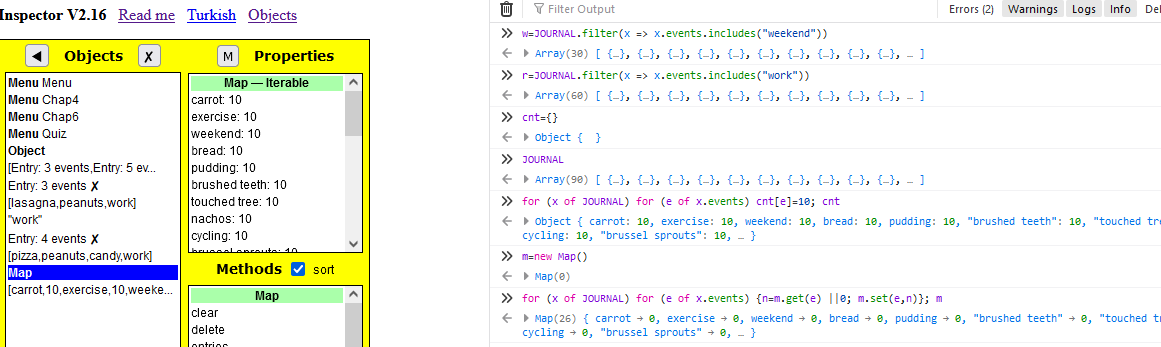 Inspector V2.16 Read me Turkish Objects
◄ Objects ✗
Menu Menu
Menu Chap4
Menu Chap6
Menu Quiz
Object
[Entry: 3 events,Entry: 5 ev...
Entry: 3 events ✗
[lasagna,peanuts,work]
"work"
Entry: 4 events ✗
[pizza,peanuts,candy,work]
Map
[carrot,10,exercise,10,weeke...
M Properties
Map — Iterable
carrot: 10
exercise: 10
weekend: 10
bread: 10
pudding: 10
brushed teeth: 10
touched tree: 10
nachos: 10
cycling: 10
brussel sprouts: 10
Methods sort
Map
clear
delete
entries
Filter Output Errors (2) Warnings Logs Info
w=JOURNAL.filter(x => x.events.includes("weekend"))
Array(30) [ {…}, {…}, {…}, {…}, {…}, {…}, {…}, {…}, {…}, {…}, … ]
r=JOURNAL.filter(x => x.events.includes("work"))
Array(60) [ {…}, {…}, {…}, {…}, {…}, {…}, {…}, {…}, {…}, {…}, … ]
cnt={}
Object { }
JOURNAL
Array(90) [ {…}, {…}, {…}, {…}, {…}, {…}, {…}, {…}, {…}, {…}, … ]
for (x of JOURNAL) for (e of x.events) cnt[e]=10; cnt
Object { carrot: 10, exercise: 10, weekend: 10, bread: 10, pudding: 10, "brushed teeth": 10, "touched tre
cycling: 10, "brussel sprouts": 10, … }
m=new Map()
Map(0)
for (x of JOURNAL) for (e of x.events) {n=m.get(e) ||0; m.set(e,n)}; m
Map(26) { carrot → 0, exercise → 0, weekend → 0, bread → 0, pudding → 0, "brushed teeth" → 0, "touched tr
cycling → 0, "brussel sprouts" → 0, … }